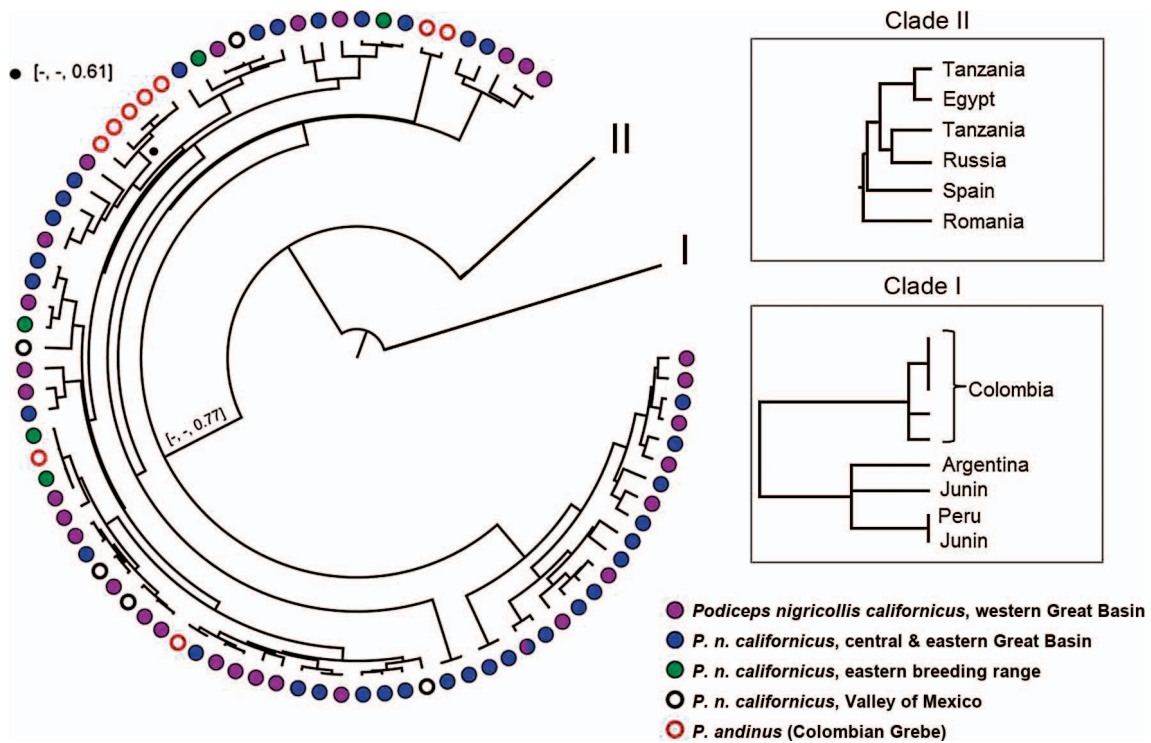 [-, -, 0.61]
II
I
[-, -, 0.77]
Clade II
Tanzania
Egypt
Tanzania
Russia
Spain
Romania
Clade I
Colombia
Argentina
Junin
Peru
Junin
Podiceps nigricollis californicus, western Great Basin
P. n. californicus, central & eastern Great Basin
P. n. californicus, eastern breeding range
P. n. californicus, Valley of Mexico
P. andinus (Colombian Grebe)